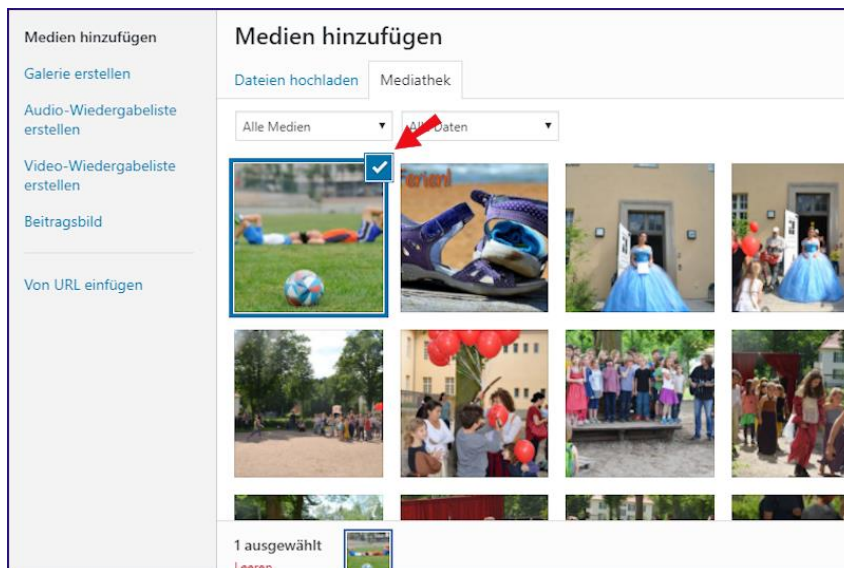 Medien hinzufügen
Galerie erstellen
Audio-Wiedergabeliste
erstellen
Video-Wiedergabeliste
erstellen
Beitragsbild
Von URL einfügen
Medien hinzufügen
Dateien hochladen
Mediathek
Alle Medien
Daten
Ferien!
1 ausgewählt
Leeren